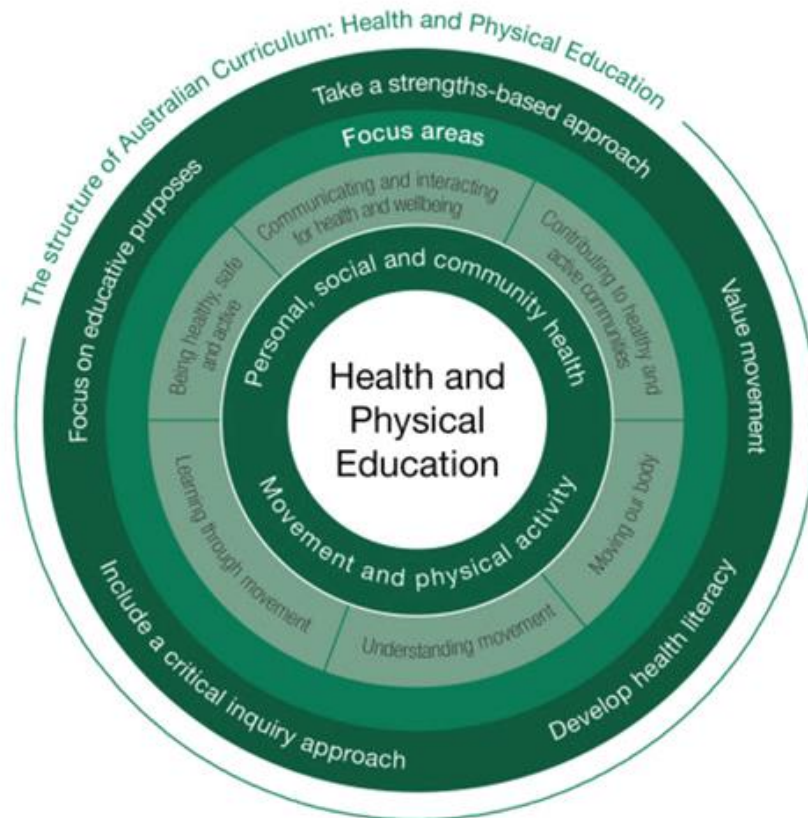 The structure of Australian Curriculum: Health and Physical Education
Take a strengths-based approach
Value movement
Develop health literacy
Include a critical inquiry approach
Focus on educative purposes
Focus areas
Communicating and interacting
for health and wellbeing
Contributing to healthy and
active communities
Moving our body
Understanding movement
Learning through movement
Being healthy, safe
and active
Personal, social and community health
Movement and physical activity
Health and
Physical
Education